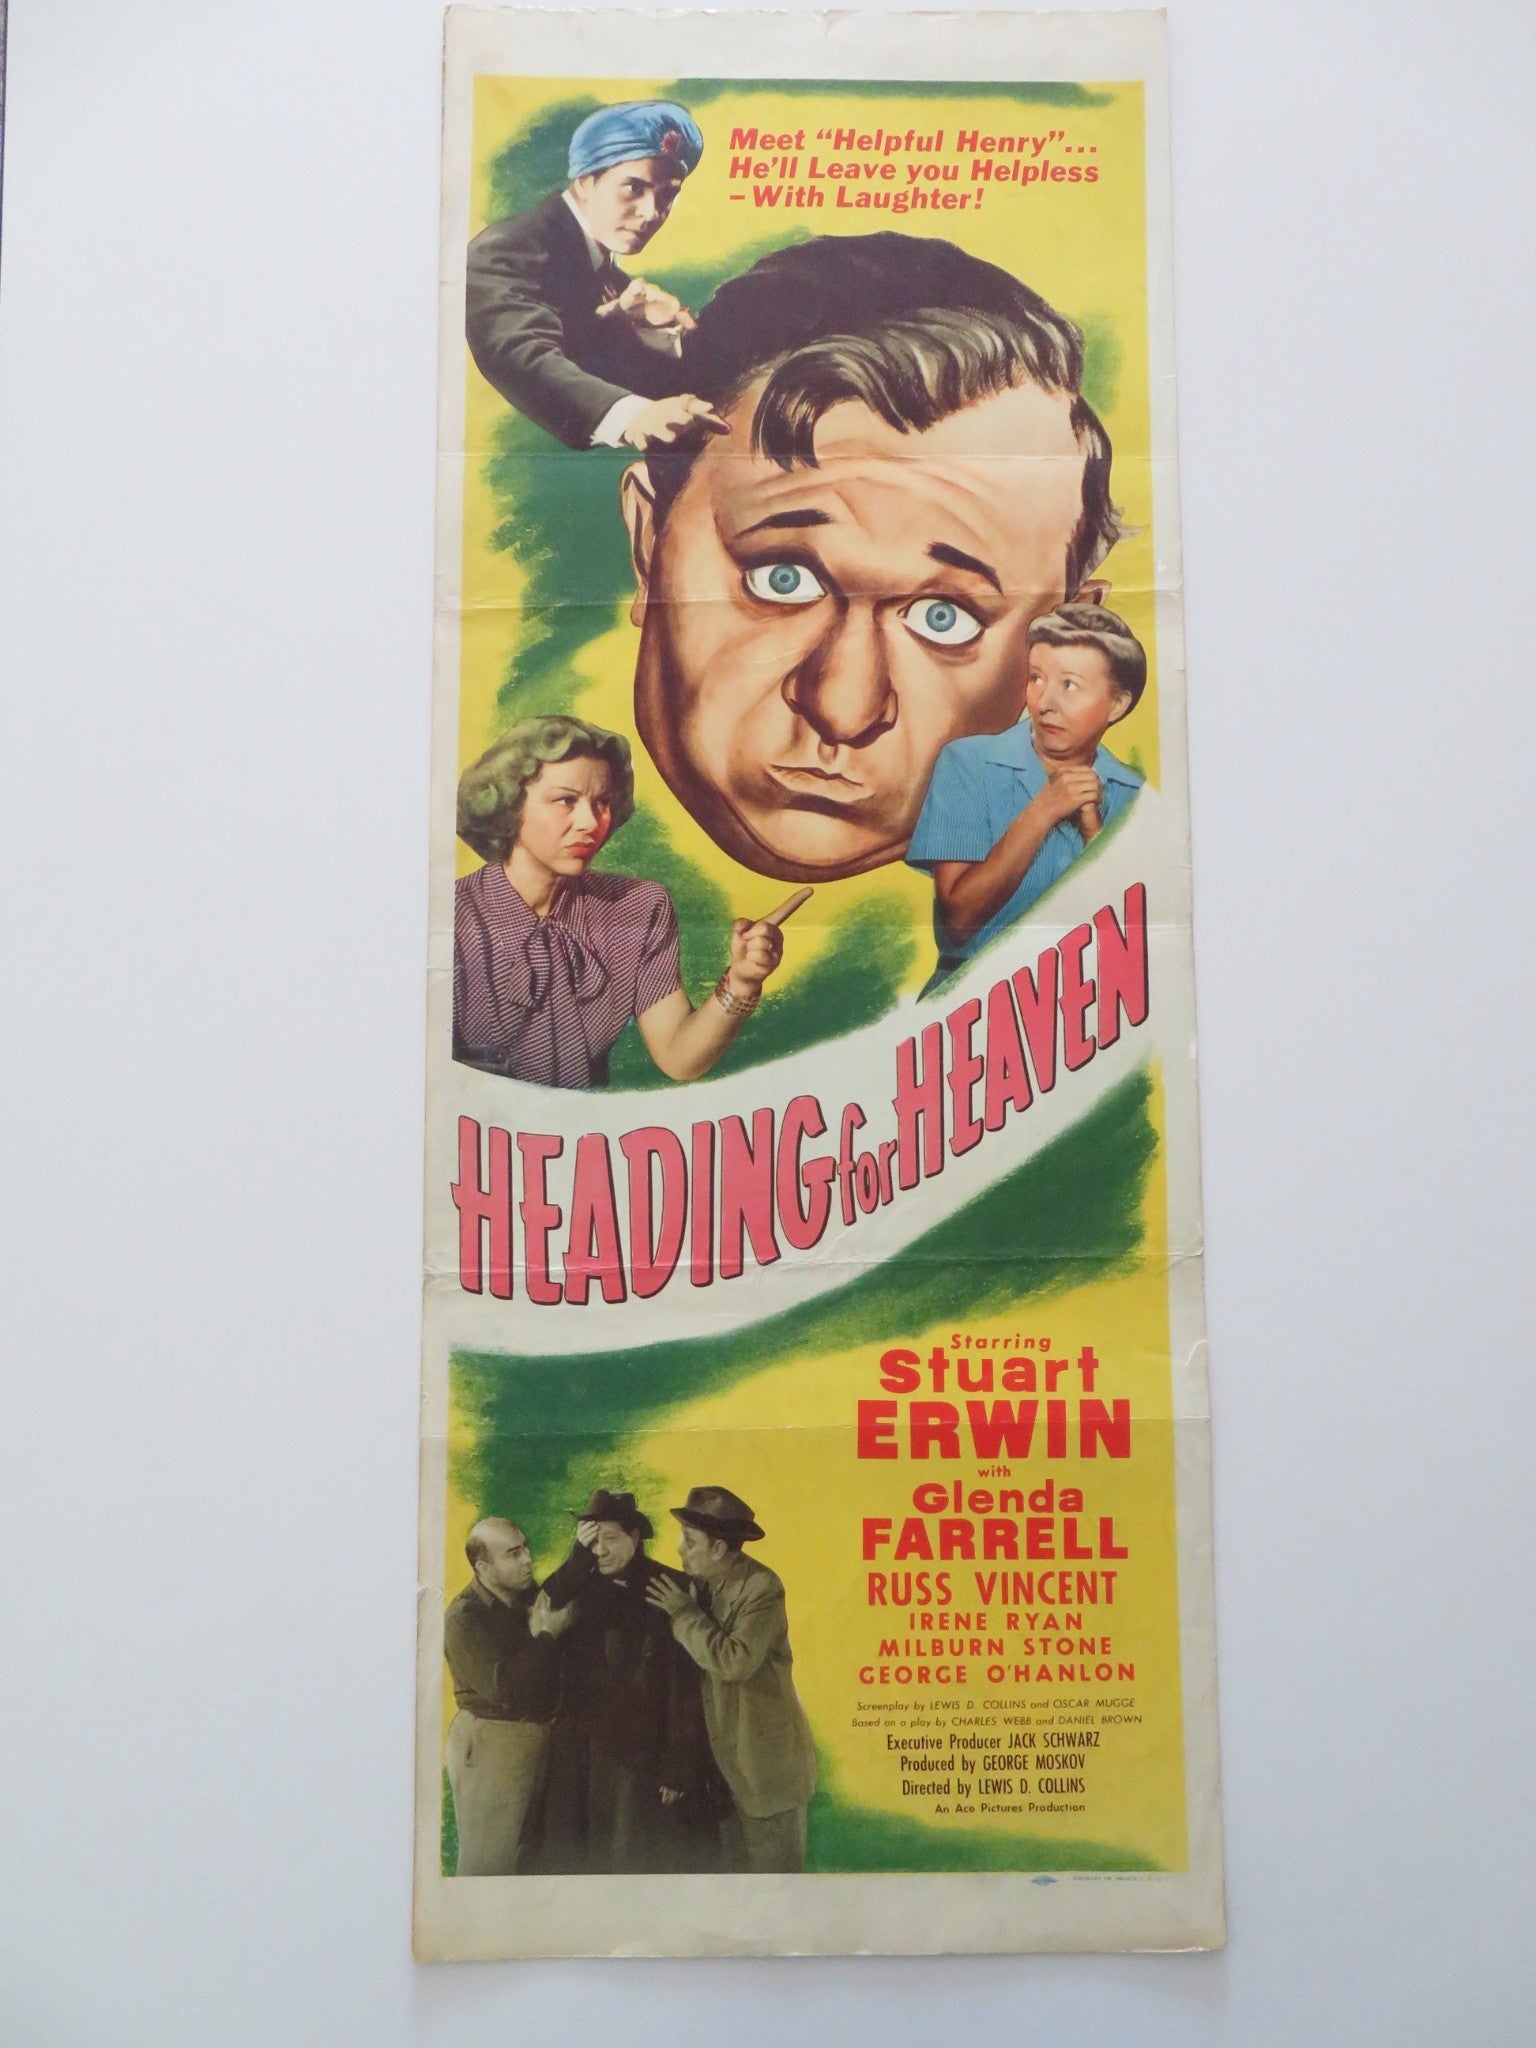 Meet "Helpful Henry"...
He'll Leave you Helpless
- With Laughter!
HEADING for HEAVEN
Starring
Stuart
ERWIN
with
Glenda
FARRELL
RUSS VINCENT
IRENE RYAN
MILBURN STONE
GEORGE O'HANLON
Screenplay by LEWIS D. COLLINS and OSCAR MUGGE
Based on a play by CHARLES WEBB and DANIEL BROWN
Executive Producer JACK SCHWARZ
Produced by GEORGE MOSKOV
Directed by LEWIS D. COLLINS
An Ace Pictures Production
COUNTRY OF